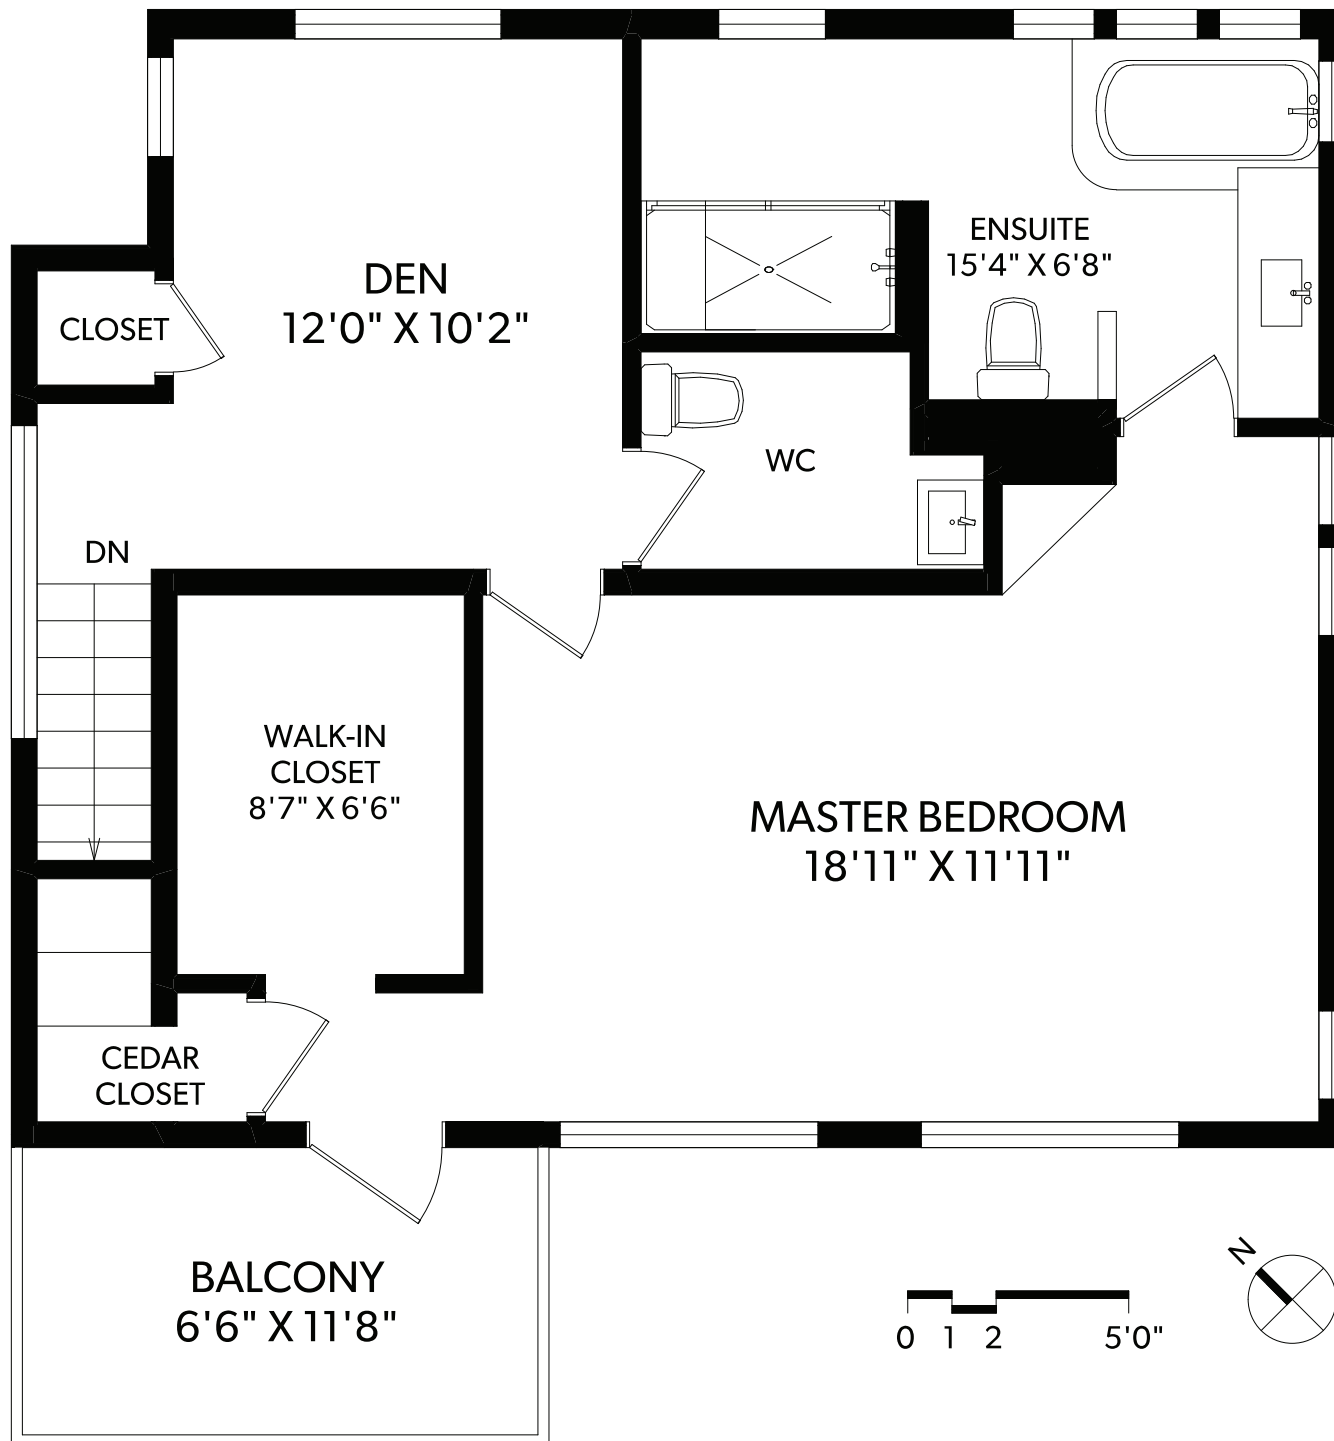 ENSUITE
15'4" X 6'8"
DEN
12'0" X 10'2"
CLOSET
WC
DN
WALK-IN
CLOSET
8'7" X 6'6"
MASTER BEDROOM
18'11" X 11'11"
CEDAR
CLOSET
BALCONY
6'6" X 11'8"
N
0 1 2 5'0"